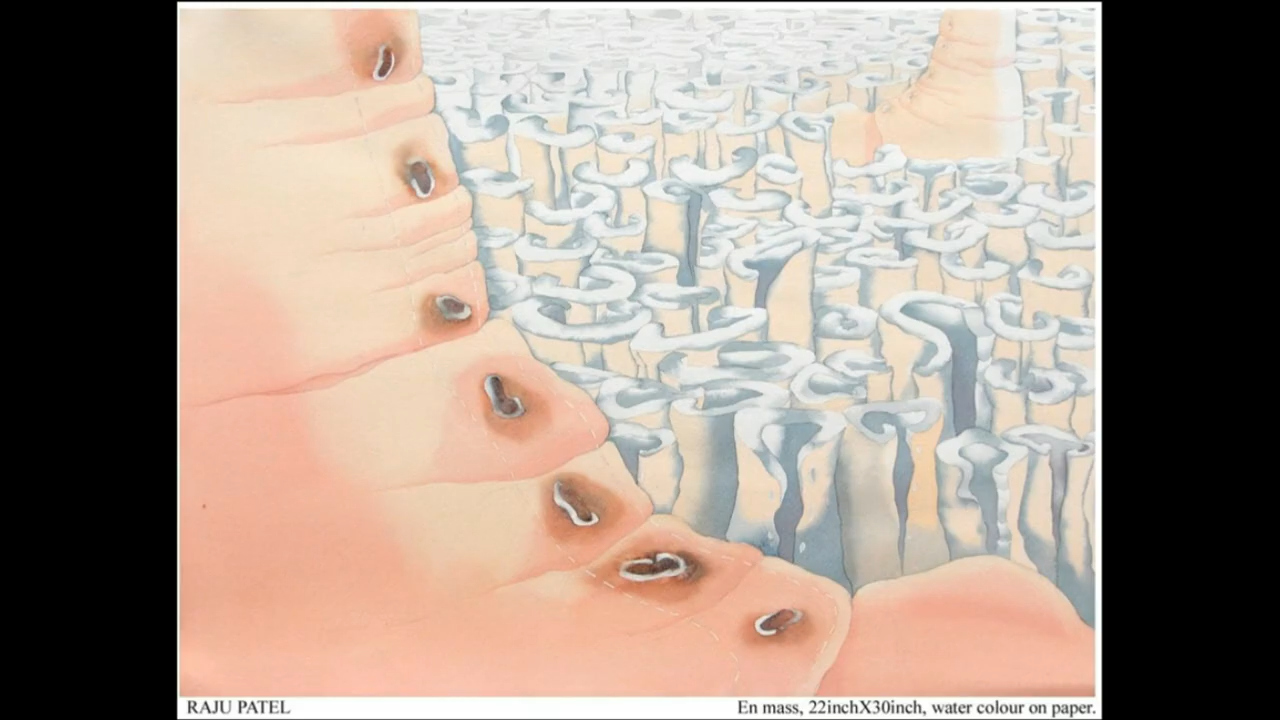 RAJU PATEL
En mass, 22inchX30inch, water colour on paper.